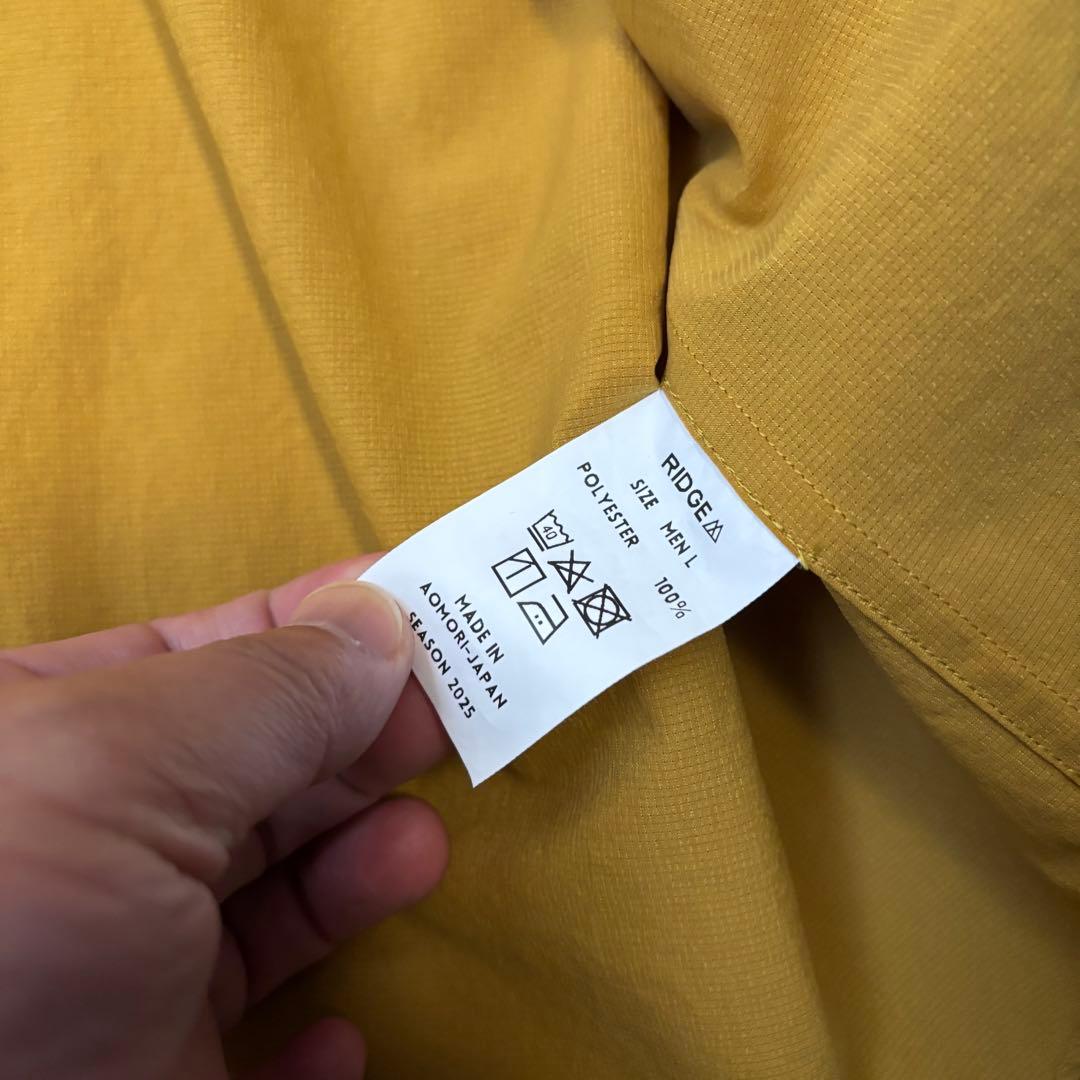 RIDGE
SIZE MEN L
POLYESTER 100%
40
MADE IN
AOMORI-JAPAN
SEASON 2025